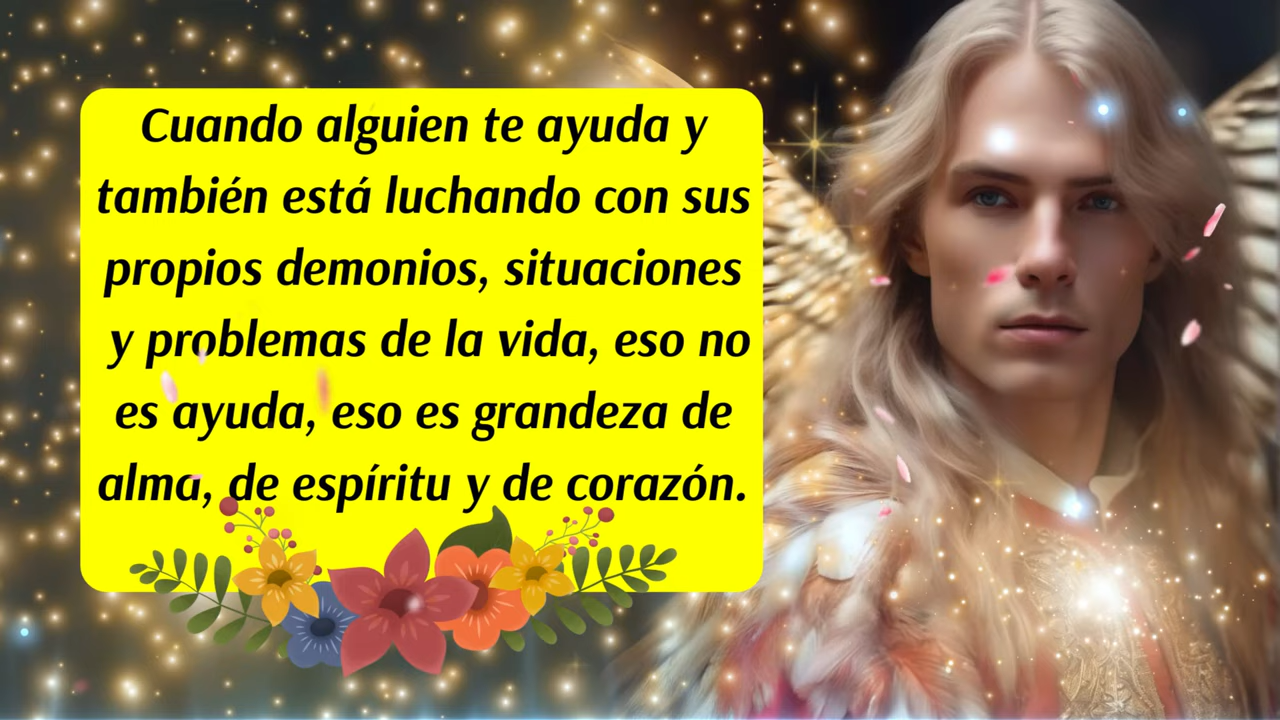 Cuando alguien te ayuda y
también está luchando con sus
propios demonios, situaciones
y problemas de la vida, eso no
es ayuda, eso es grandeza de
alma, de espíritu y de corazón.